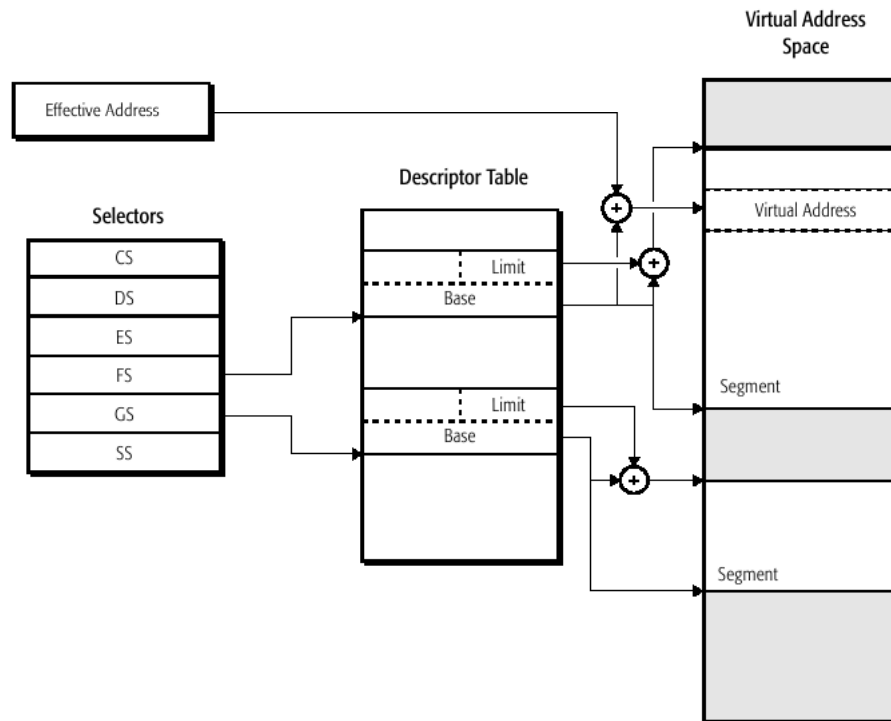 Virtual Address
Space
Effective Address
Descriptor Table
Selectors
Virtual Address
CS
Limit
DS
Base
ES
FS
Segment
Limit
GS
Base
SS
Segment